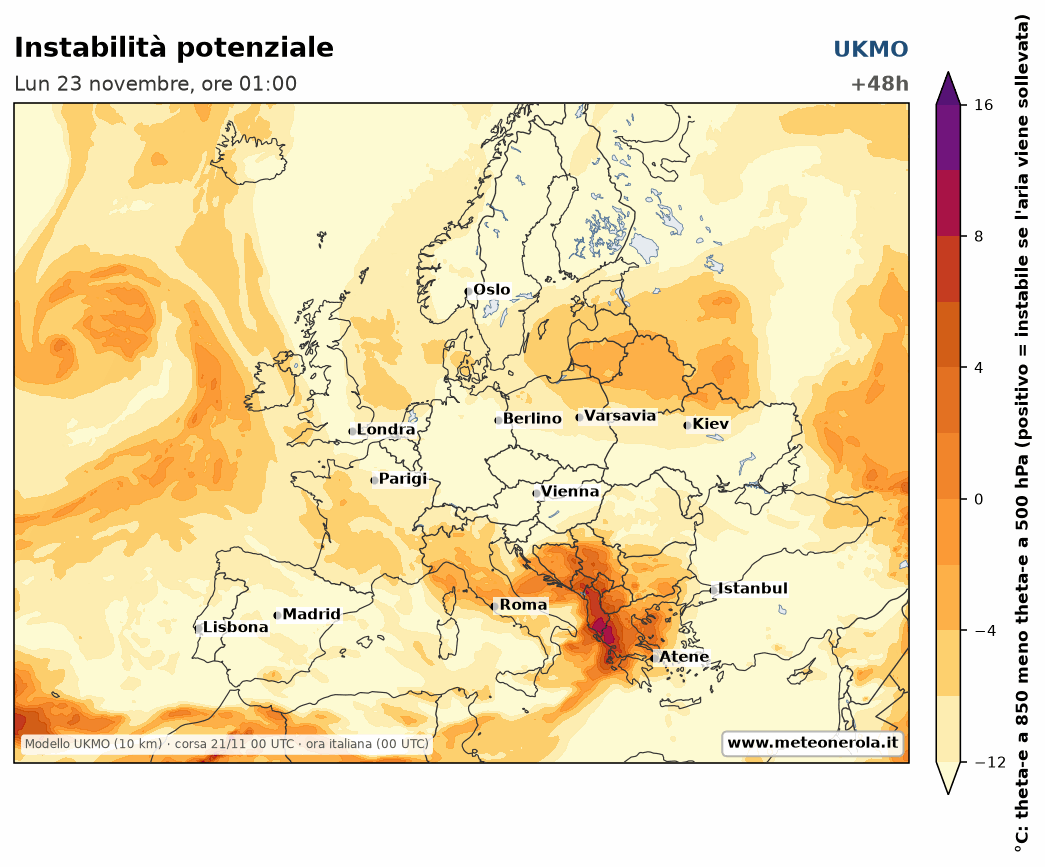 Instabilità potenziale
UKMO
Lun 23 novembre, ore 01:00
+48h
Oslo
Berlino
Varsavia
Kiev
Londra
Parigi
Vienna
Istanbul
Roma
Madrid
Lisbona
Atene
Modello UKMO (10 km) · corsa 21/11 00 UTC · ora italiana (00 UTC)
www.meteonerola.it
16
8
4
0
−4
−12
°C: theta-e a 850 meno theta-e a 500 hPa (positivo = instabile se l'aria viene sollevata)